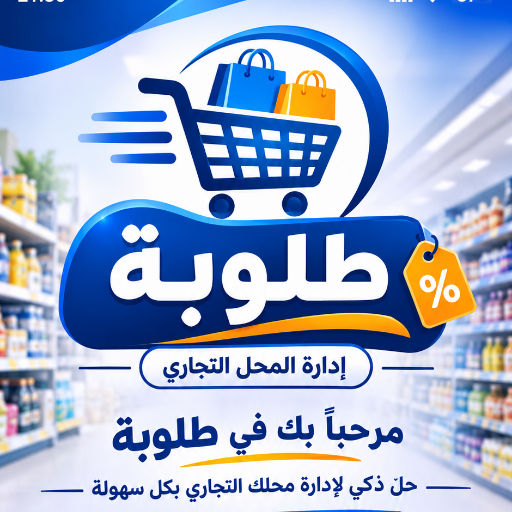 طلوبة
%
إدارة المحل التجاري
مرحباً بك في طلوبة
حلّ ذكي لإدارة محلك التجاري بكل سهولة